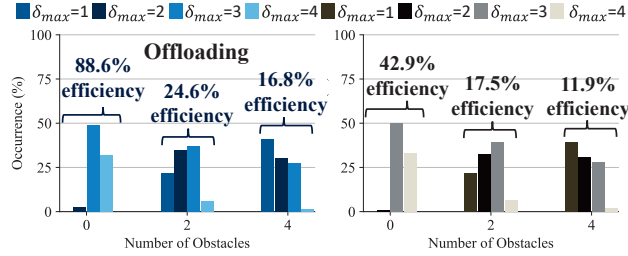 δmax=1 δmax=2 δmax=3 δmax=4
δmax=1 δmax=2 δmax=3 δmax=4
Offloading
88.6%
efficiency
24.6%
efficiency
16.8%
efficiency
Occurrence (%)
100
75
50
25
0
0 2 4
Number of Obstacles
42.9%
efficiency
17.5%
efficiency
11.9%
efficiency
100
75
50
25
0
0 2 4
Number of Obstacles